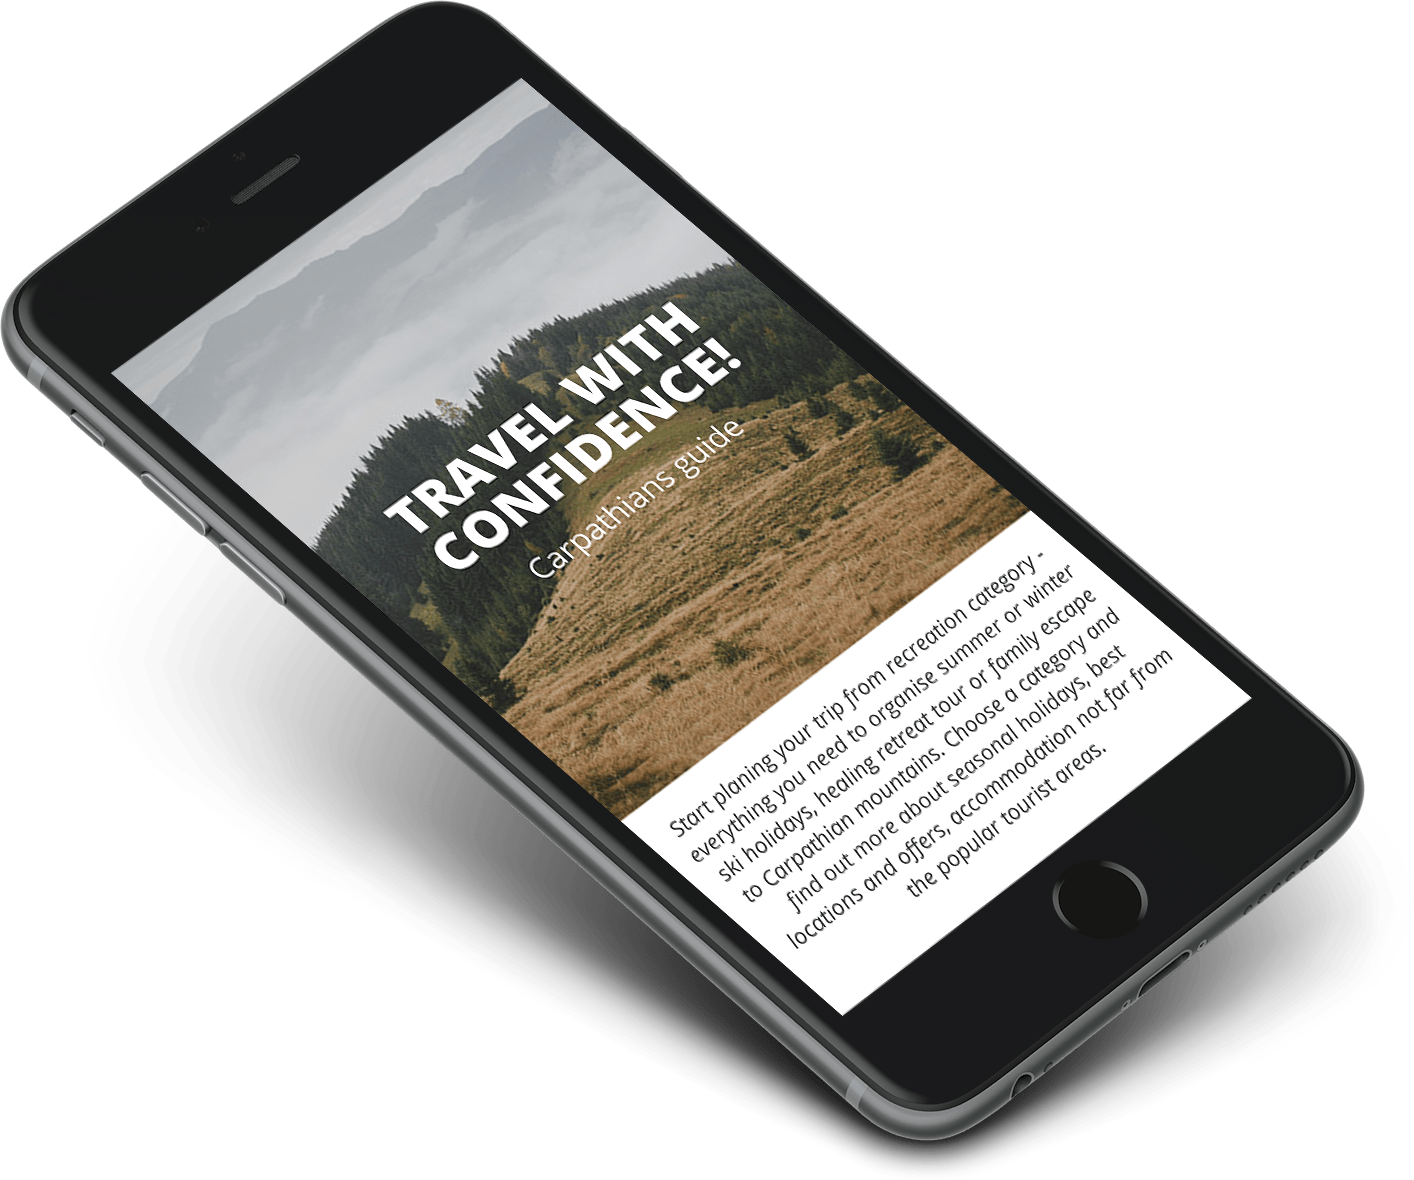 TRAVEL WITH
CONFIDENCE!
Carpathians guide
Start planing your trip from recreation category -
everything you need to organise summer or winter
ski holidays, healing retreat tour or family escape
to Carpathian mountains. Choose a category and
find out more about seasonal holidays, best
locations and offers, accommodation not far from
the popular tourist areas.